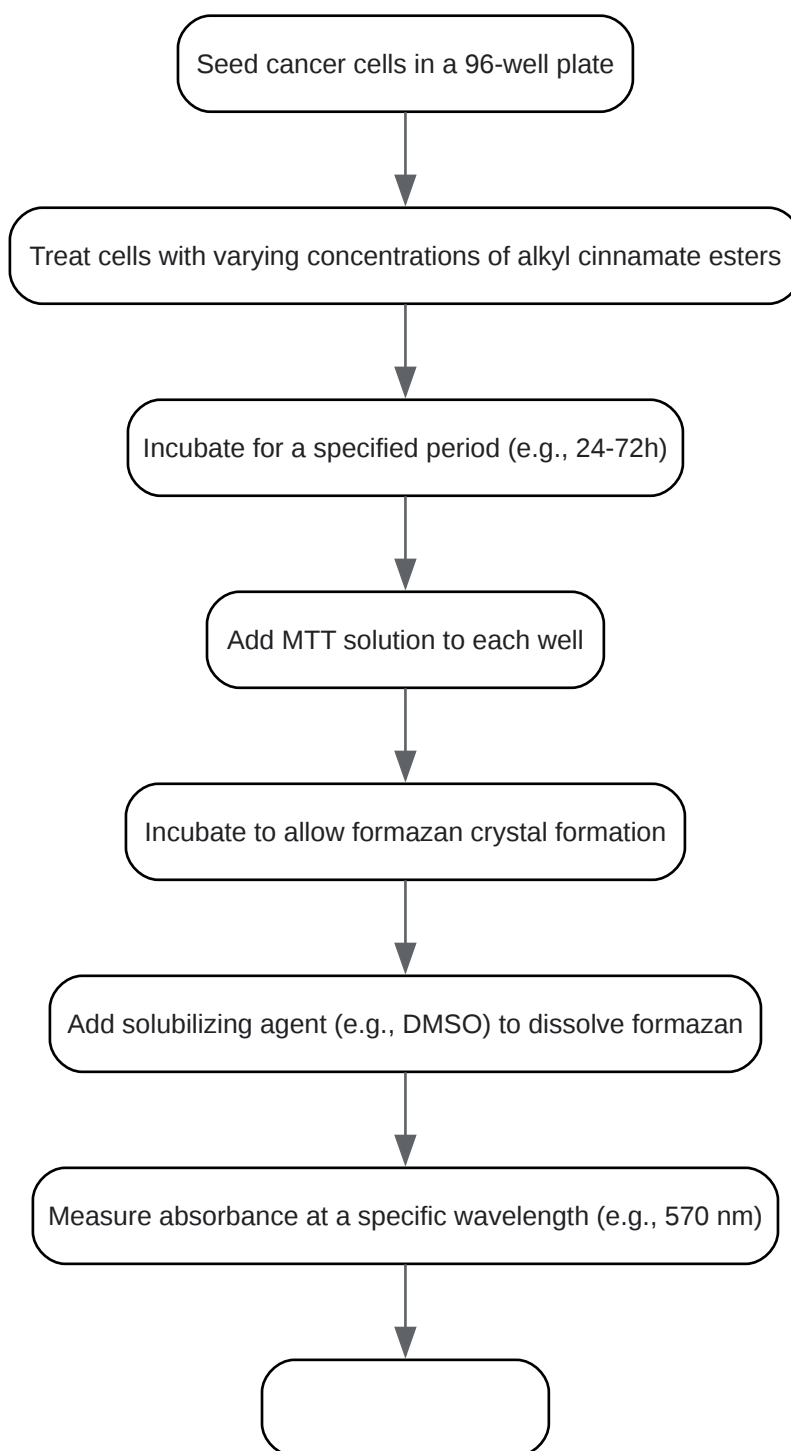 Seed cancer cells in a 96-well plate
Treat cells with varying concentrations of alkyl cinnamate esters
Incubate for a specified period (e.g., 24-72h)
Add MTT solution to each well
Incubate to allow formazan crystal formation
Add solubilizing agent (e.g., DMSO) to dissolve formazan
Measure absorbance at a specific wavelength (e.g., 570 nm)